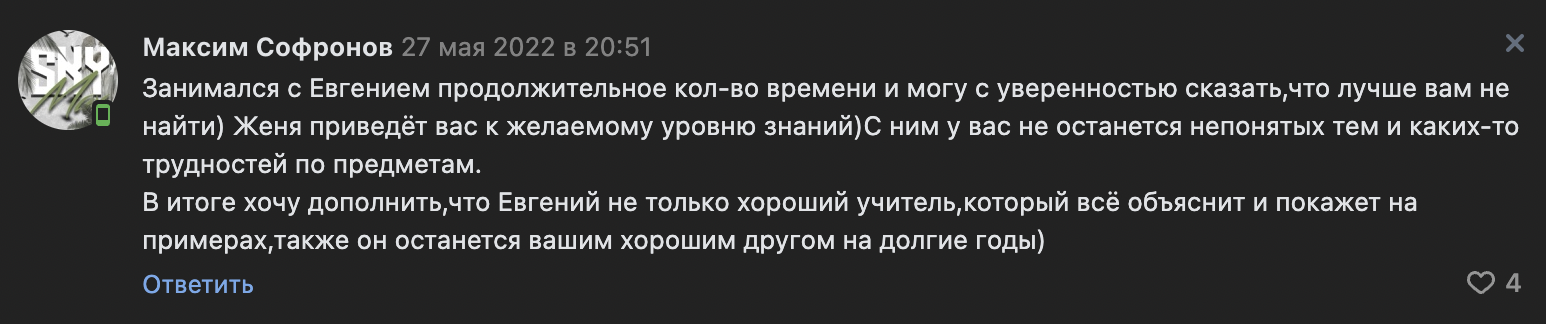 SKY
Максим Софронов 27 мая 2022 в 20:51
Занимался с Евгением продолжительное кол-во времени и могу с уверенностью сказать,что лучше вам не
найти) Женя приведёт вас к желаемому уровню знаний)С ним у вас не останется непонятых тем и каких-то
трудностей по предметам.
В итоге хочу дополнить,что Евгений не только хороший учитель,который всё объяснит и покажет на
примерах,также он останется вашим хорошим другом на долгие годы)
Ответить 4